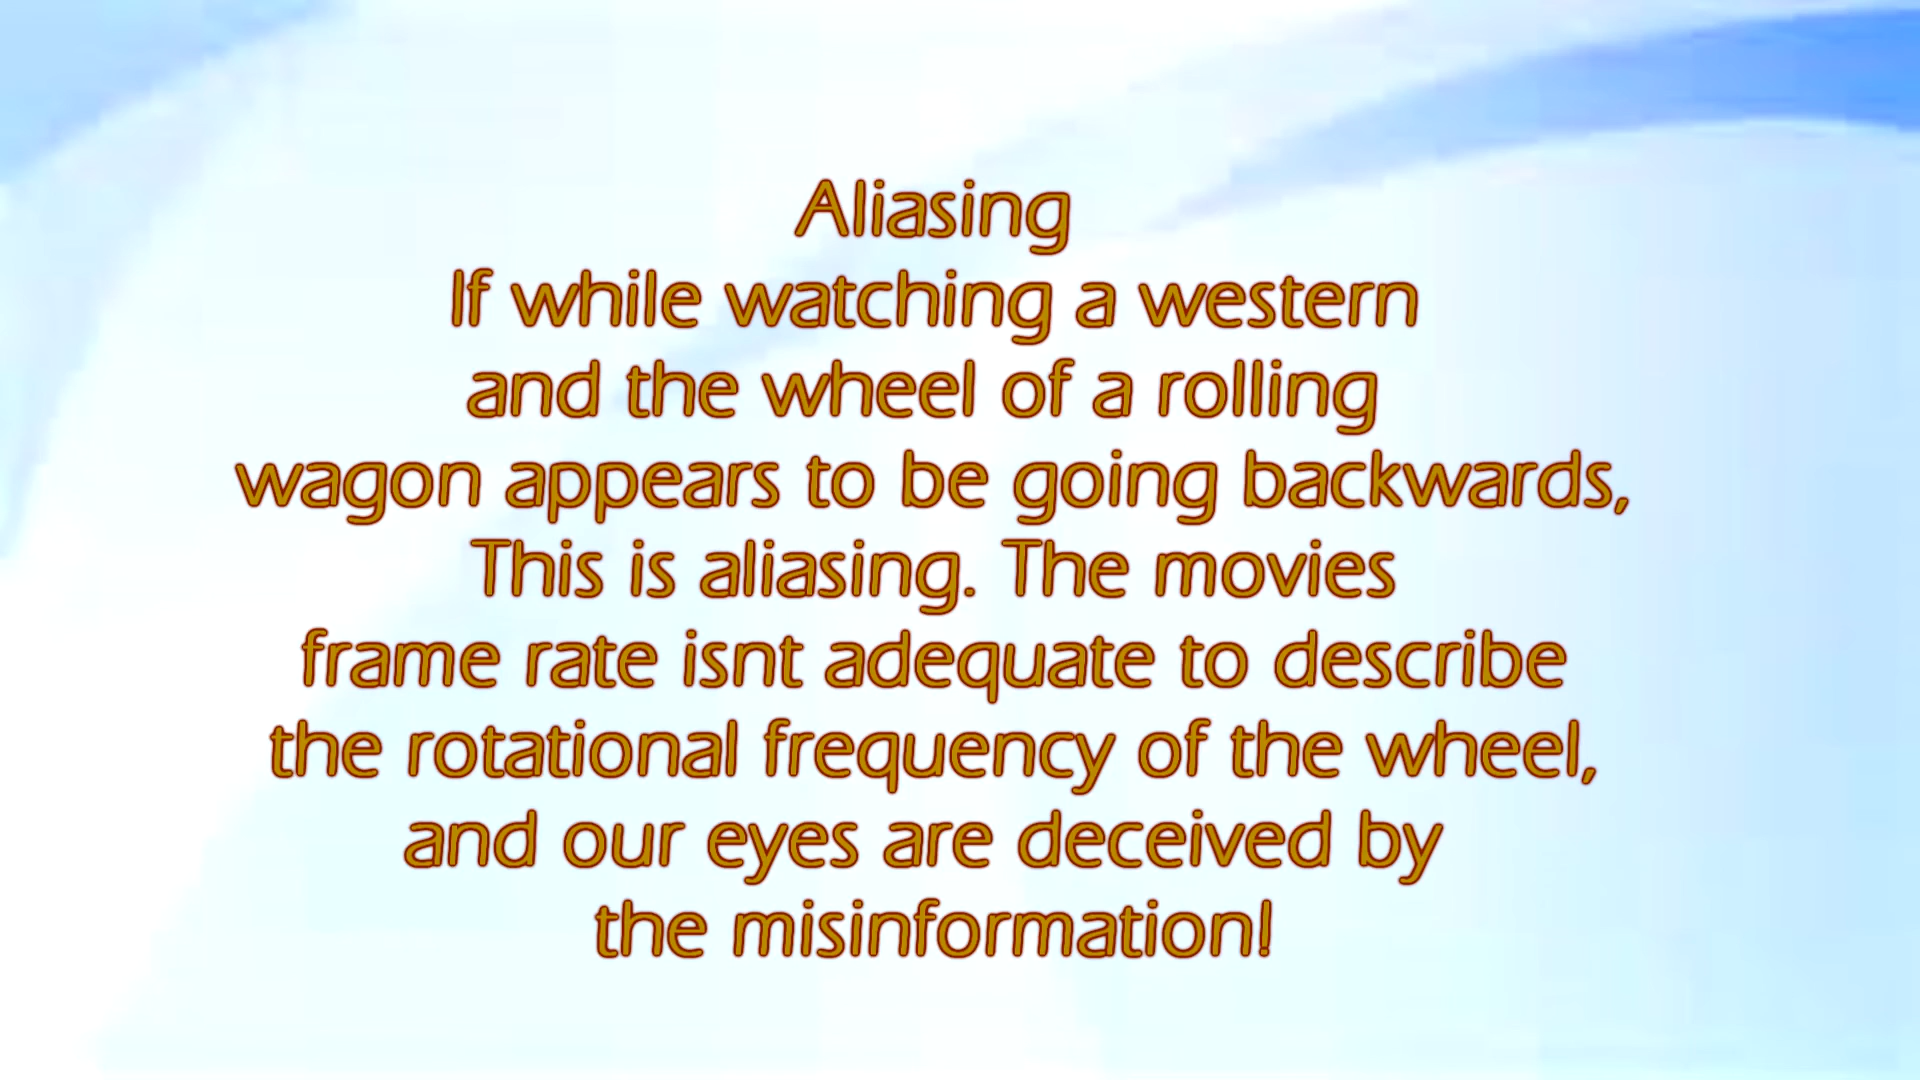 Aliasing
If while watching a western
and the wheel of a rolling
wagon appears to be going backwards,
This is aliasing. The movies
frame rate isnt adequate to describe
the rotational frequency of the wheel,
and our eyes are deceived by
the misinformation!